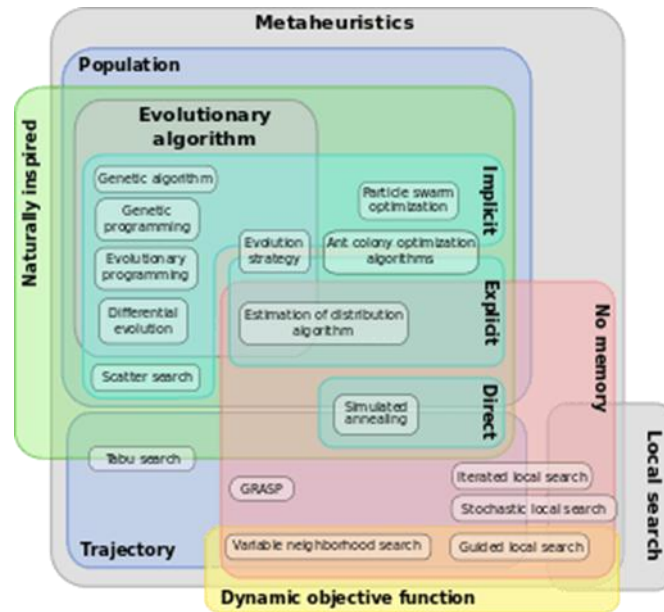 Metaheuristics
Population
Naturally inspired
Evolutionary
algorithm
Implicit
Genetic algorithm
Particle swarm
optimization
Genetic
programming
Evolution
strategy
Ant colony optimization
algorithms
Evolutionary
programming
Explicit
No memory
Differential
evolution
Estimation of distribution
algorithm
Scatter search
Direct
Simulated
annealing
Local search
Tabu search
GRASP
Iterated local search
Stochastic local search
Trajectory
Variable neighborhood search
Guided local search
Dynamic objective function